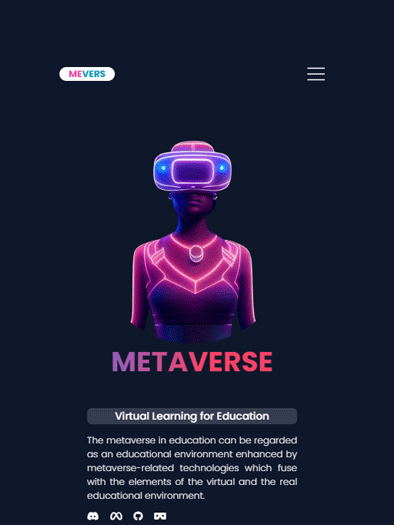 MEVERS
METAVERSE
Virtual Learning for Education
The metaverse in education can be regarded
as an educational environment enhanced by
metaverse-related technologies which fuse
with the elements of the virtual and the real
educational environment.